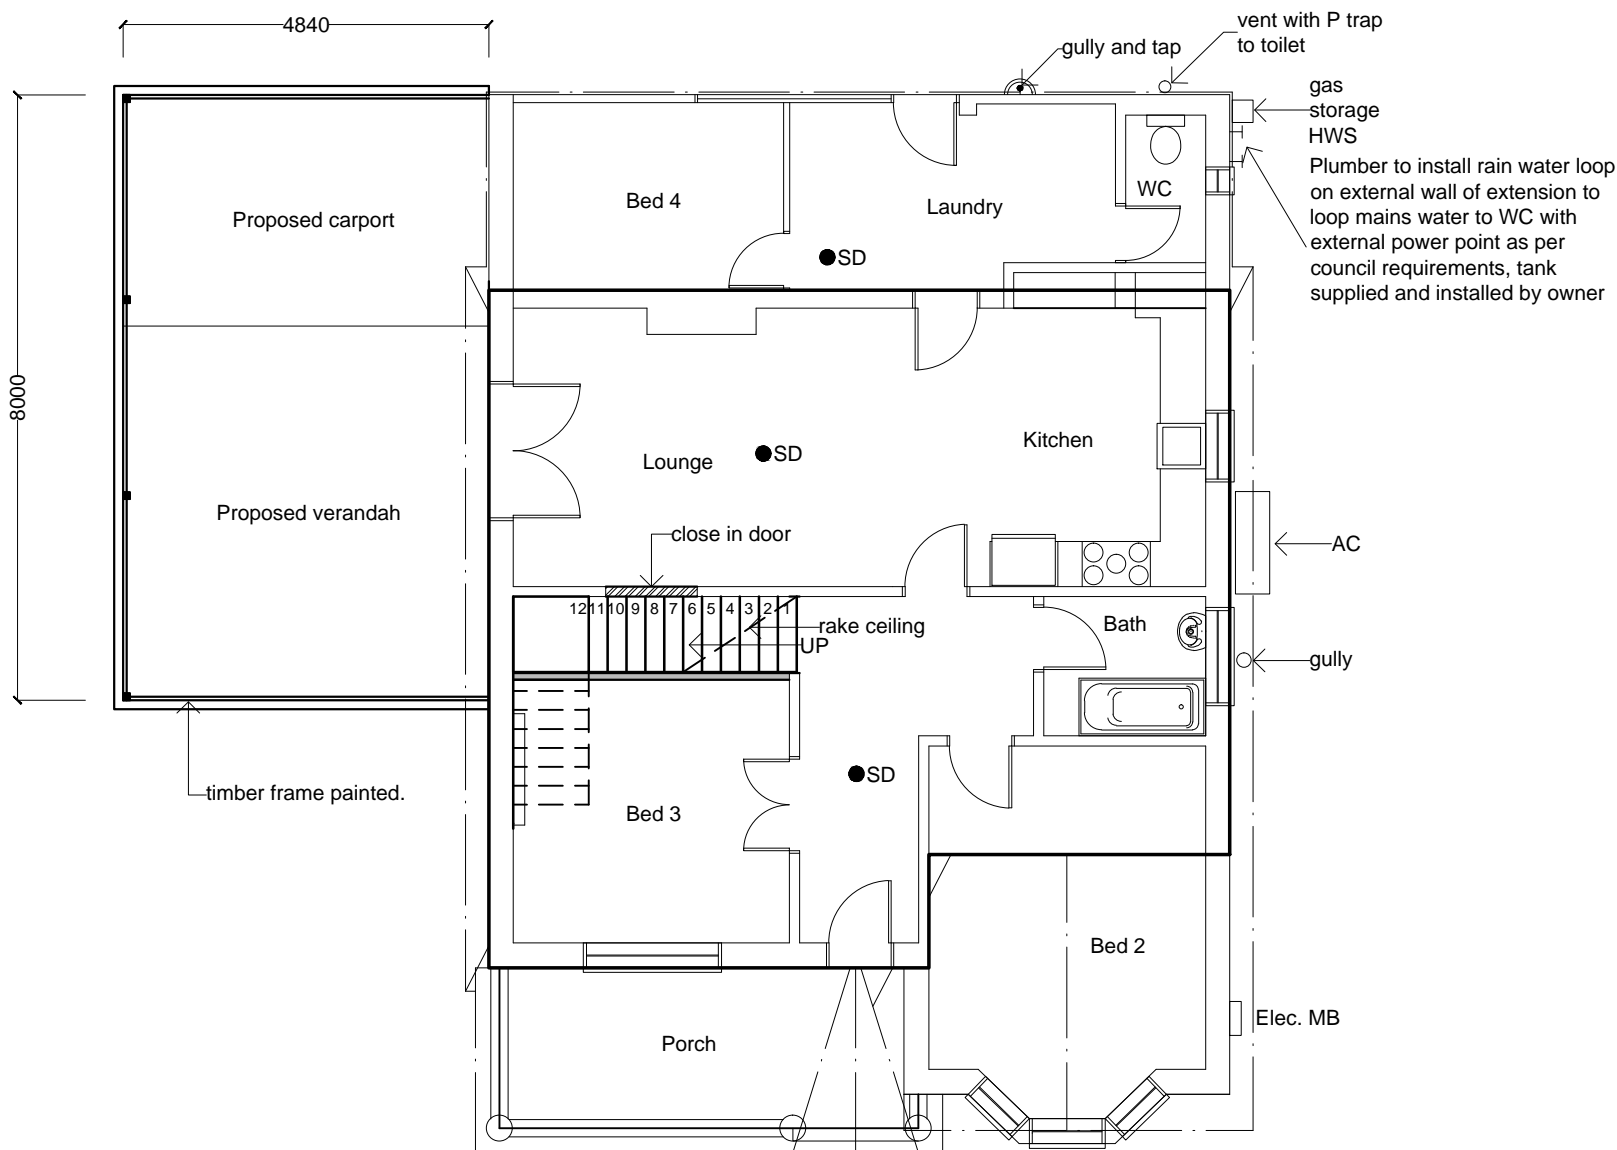 4840
vent with P trap
to toilet
gully and tap
gas
storage
HWS
Plumber to install rain water loop
on external wall of extension to
loop mains water to WC with
external power point as per
council requirements, tank
supplied and installed by owner
8000
Proposed carport
Bed 4
Laundry
WC
SD
Lounge
SD
Kitchen
Proposed verandah
close in door
AC
12 11 10 9 8 7 6 5 4 3 2 1
rake ceiling
UP
Bath
gully
timber frame painted.
Bed 3
SD
Bed 2
Porch
Elec. MB